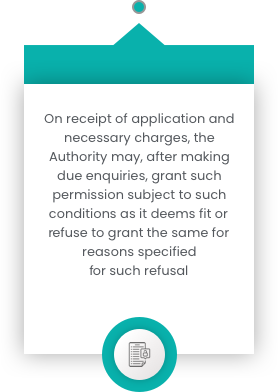 On receipt of application and
necessary charges, the
Authority may, after making
due enquiries, grant such
permission subject to such
conditions as it deems fit or
refuse to grant the same for
reasons specified
for such refusal